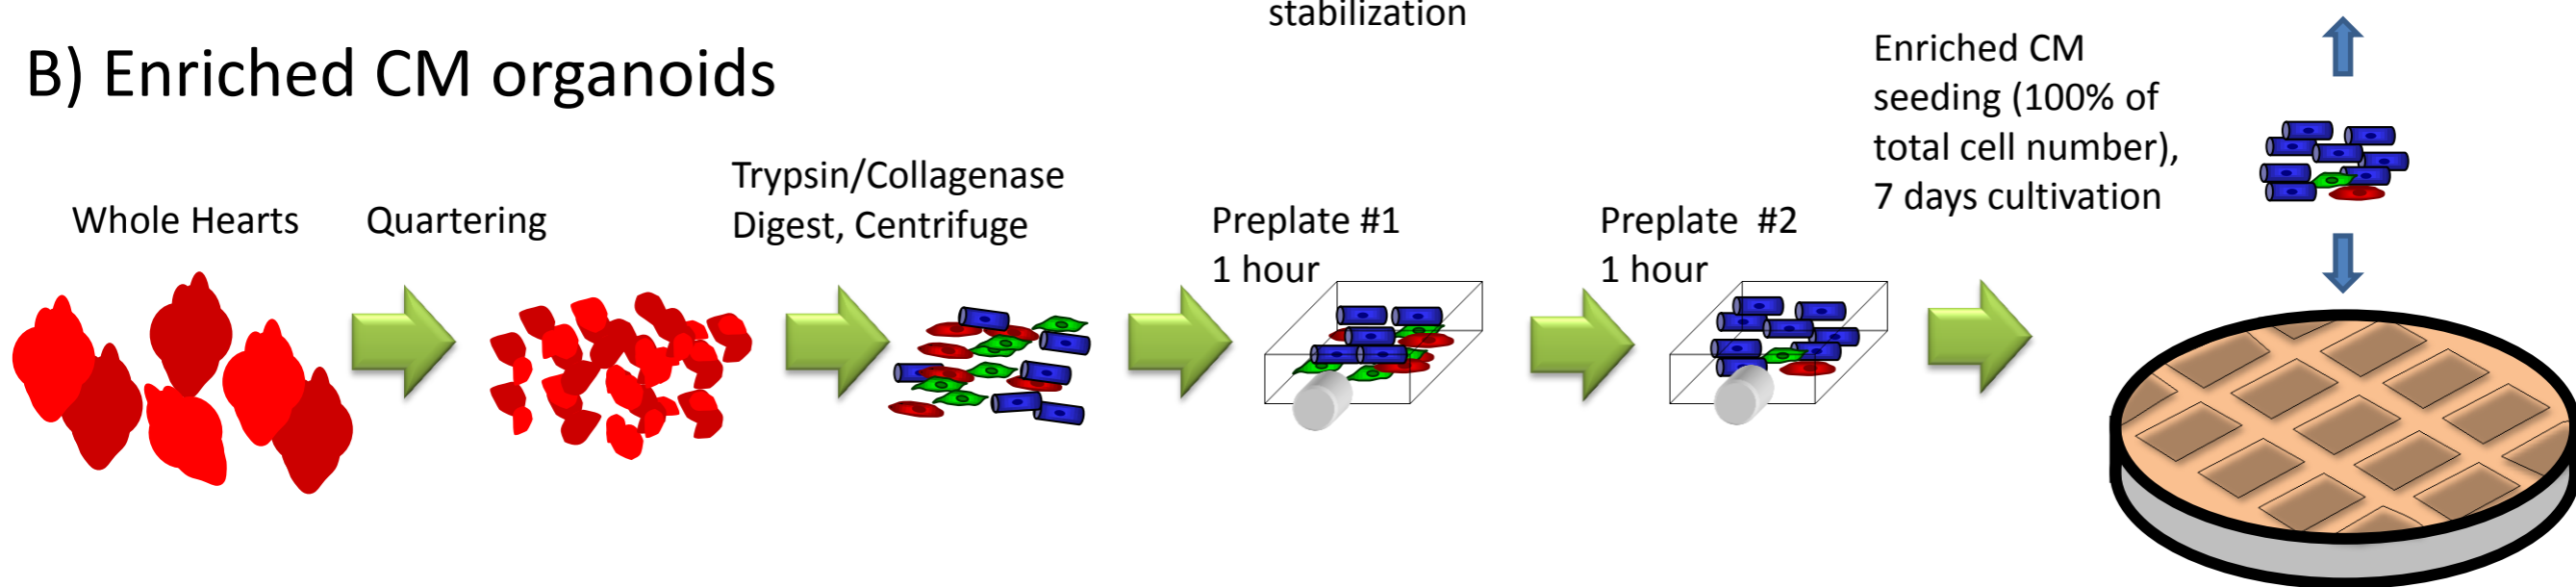 stabilization
B) Enriched CM organoids
Whole Hearts
Quartering
Trypsin/Collagenase
Digest, Centrifuge
Preplate #1
1 hour
Preplate #2
1 hour
Enriched CM
seeding (100% of
total cell number),
7 days cultivation